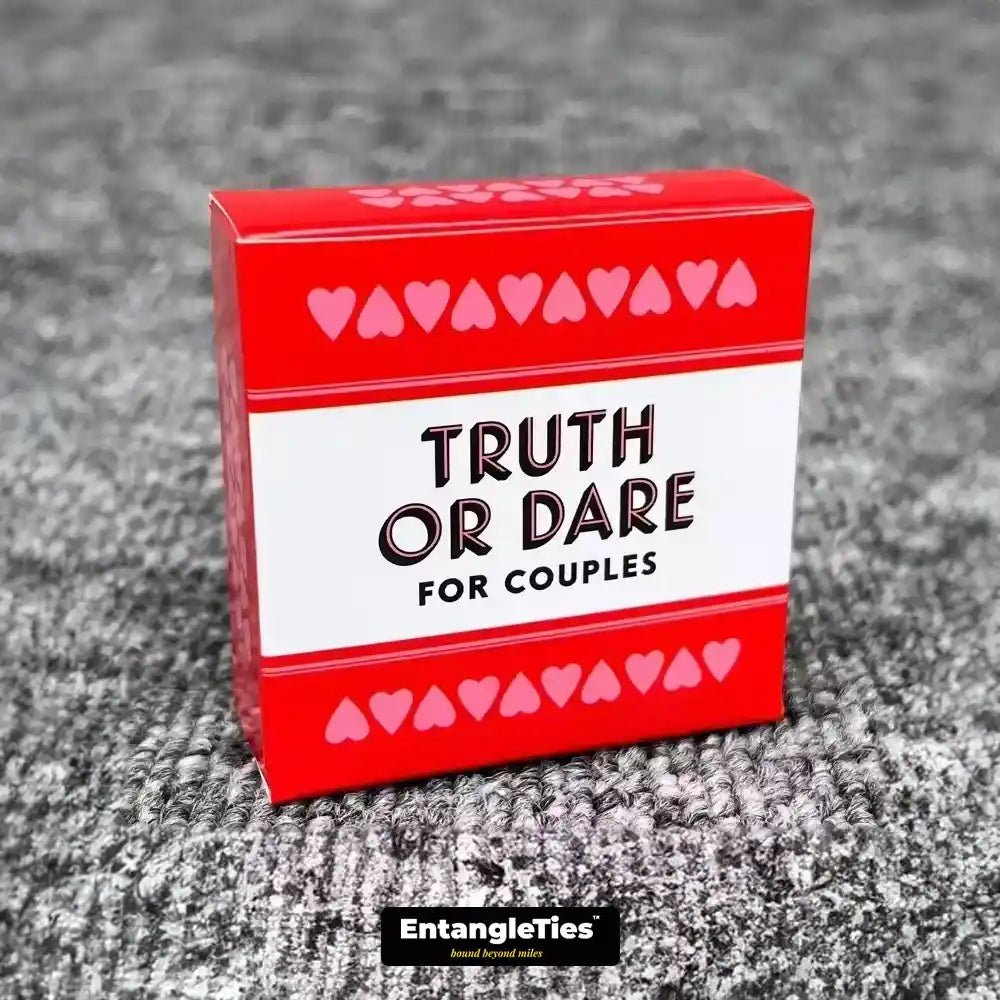 TRUTH
OR DARE
FOR COUPLES
EntangleTies™
bound beyond miles